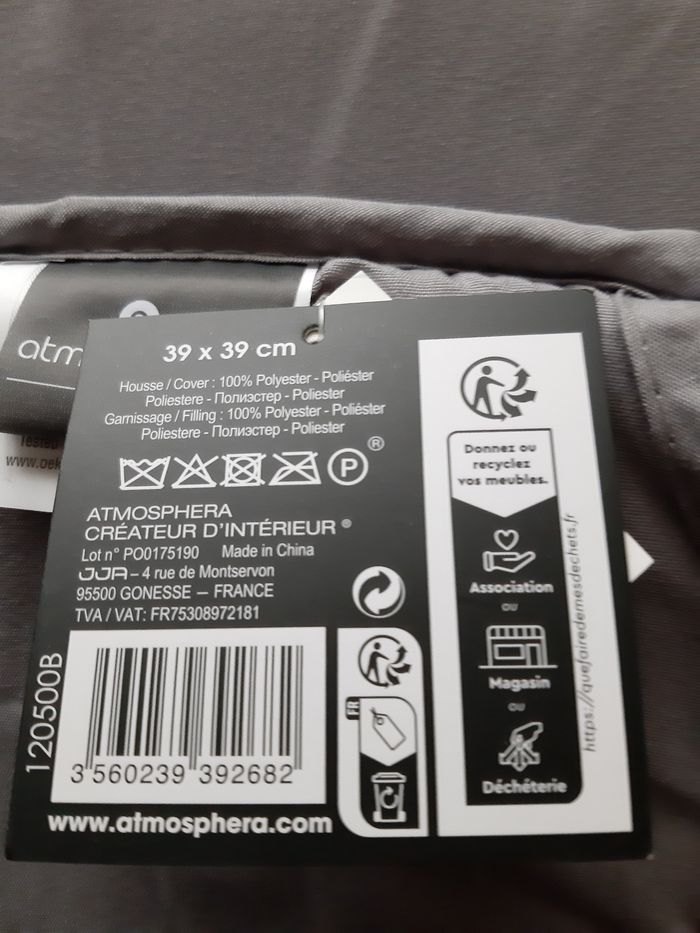 atm
Tested
www.oek
39 x 39 cm
Housse / Cover : 100% Polyester - Poliéster
Poliestere - Полиэстер - Poliester
Garnissage / Filling : 100% Polyester - Poliéster
Poliestere - Полиэстер - Poliester
P ®
ATMOSPHERA
CRÉATEUR D'INTÉRIEUR ®
Lot n° PO0175190 Made in China
JJA – 4 rue de Montservon
95500 GONESSE – FRANCE
TVA / VAT: FR75308972181
120500B
3 560239 392682
www.atmosphera.com
FR
Donnez ou
recyclez
vos meubles.
Association
ou
Magasin
ou
Déchèterie
https://quefairedemesdechets.fr